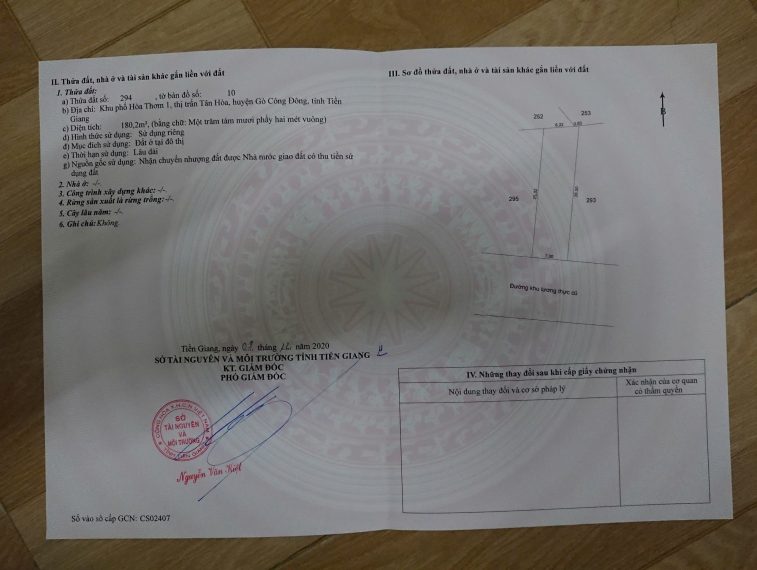 II. Thửa đất, nhà ở và tài sản khác gắn liền với đất
1. Thửa đất:
a) Thửa đất số: 294 , tờ bản đồ số: 10
b) Địa chỉ: Khu phố Hòa Thơm 1, thị trấn Tân Hòa, huyện Gò Công Đông, tỉnh Tiền
Giang
c) Diện tích: 180,2m², (bằng chữ: Một trăm tám mươi phẩy hai mét vuông)
d) Hình thức sử dụng: Sử dụng riêng
đ) Mục đích sử dụng: Đất ở tại đô thị
e) Thời hạn sử dụng: Lâu dài
g) Nguồn gốc sử dụng: Nhận chuyển nhượng đất được Nhà nước giao đất có thu tiền sử
dụng đất
2. Nhà ở: -/-.
3. Công trình xây dựng khác: -/-.
4. Rừng sản xuất là rừng trồng: -/-.
5. Cây lâu năm: -/-.
6. Ghi chú: Không.
Tiền Giang, ngày tháng năm 2020
SỞ TÀI NGUYÊN VÀ MÔI TRƯỜNG TỈNH TIỀN GIANG
KT. GIÁM ĐỐC
PHÓ GIÁM ĐỐC
SỞ
TÀI NGUYÊN
VÀ
MÔI TRƯỜNG
Nguyễn Văn Kiệt
Số vào sổ cấp GCN: CS02407
III. Sơ đồ thửa đất, nhà ở và tài sản khác gắn liền với đất
B
252
253
295
293
Đường khu lương thực cũ
IV. Những thay đổi sau khi cấp giấy chứng nhận
Nội dung thay đổi và cơ sở pháp lý
Xác nhận của cơ quan
có thẩm quyền